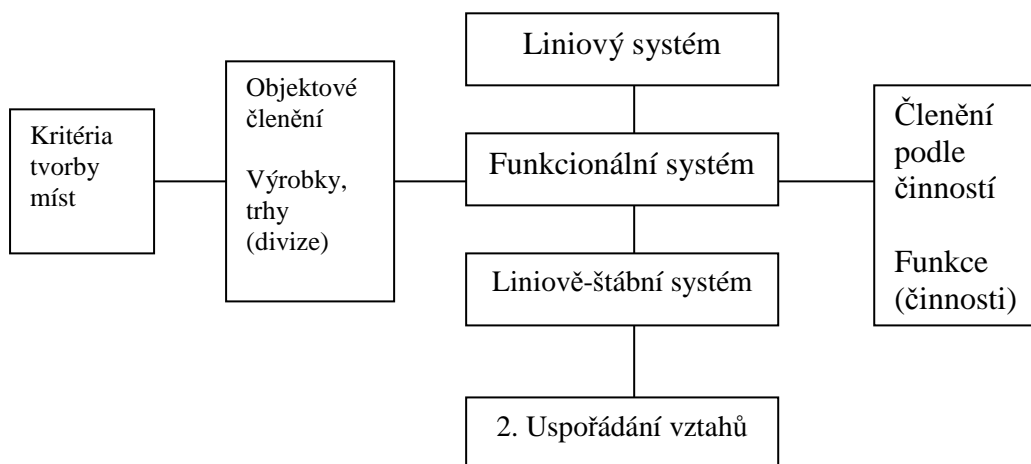 Liniový systém
Kritéria
tvorby
míst
Objektové
členění
Výrobky,
trhy
(divize)
Funkcionální systém
Členění
podle
činností
Funkce
(činnosti)
Liniově-štábní systém
2. Uspořádání vztahů